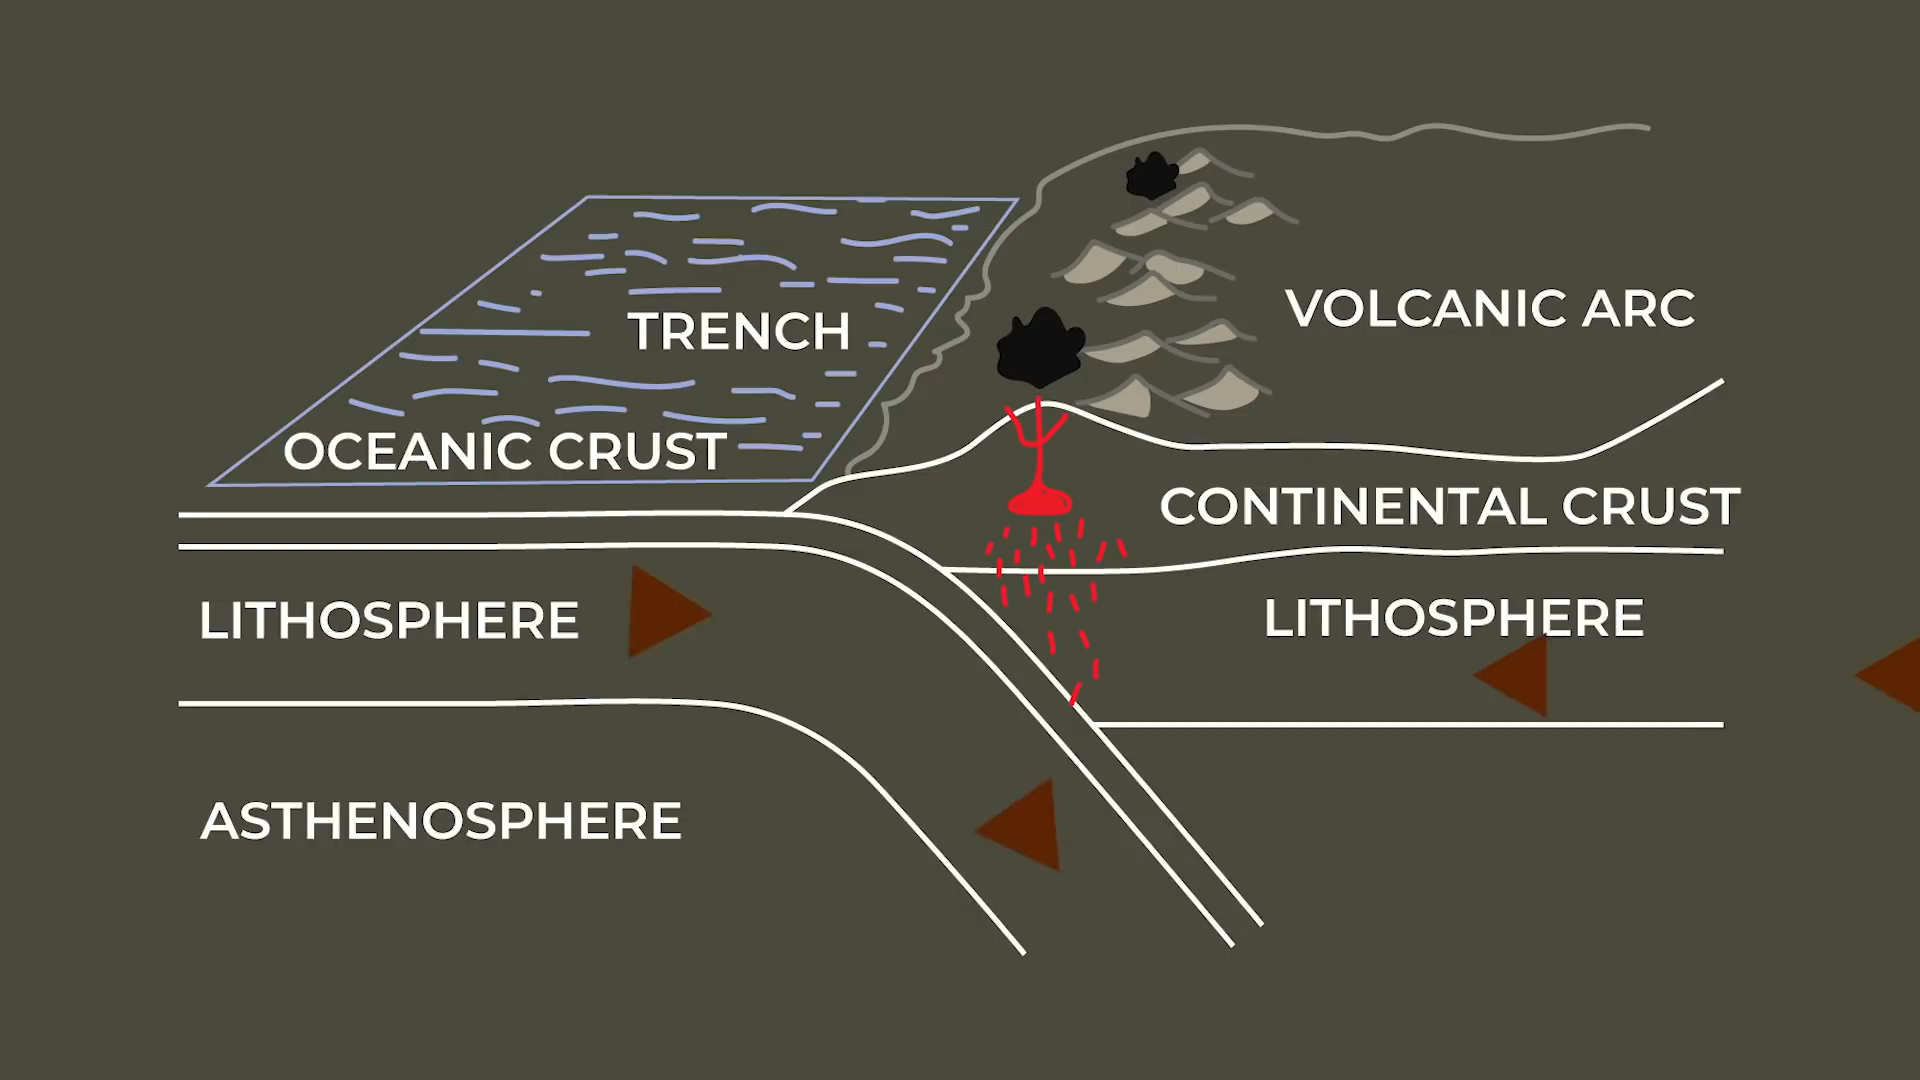 VOLCANIC ARC
TRENCH
OCEANIC CRUST
CONTINENTAL CRUST
LITHOSPHERE
LITHOSPHERE
ASTHENOSPHERE